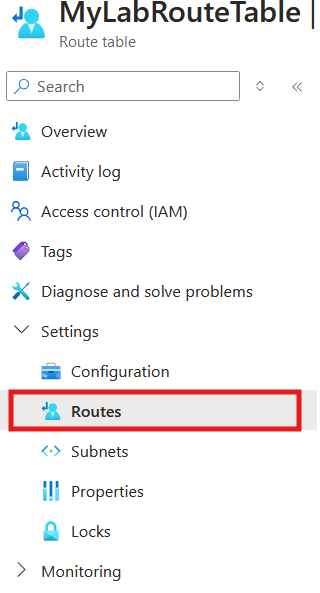 MyLabRouteTable |
Route table
Search
Overview
Activity log
Access control (IAM)
Tags
Diagnose and solve problems
Settings
Configuration
Routes
Subnets
Properties
Locks
Monitoring